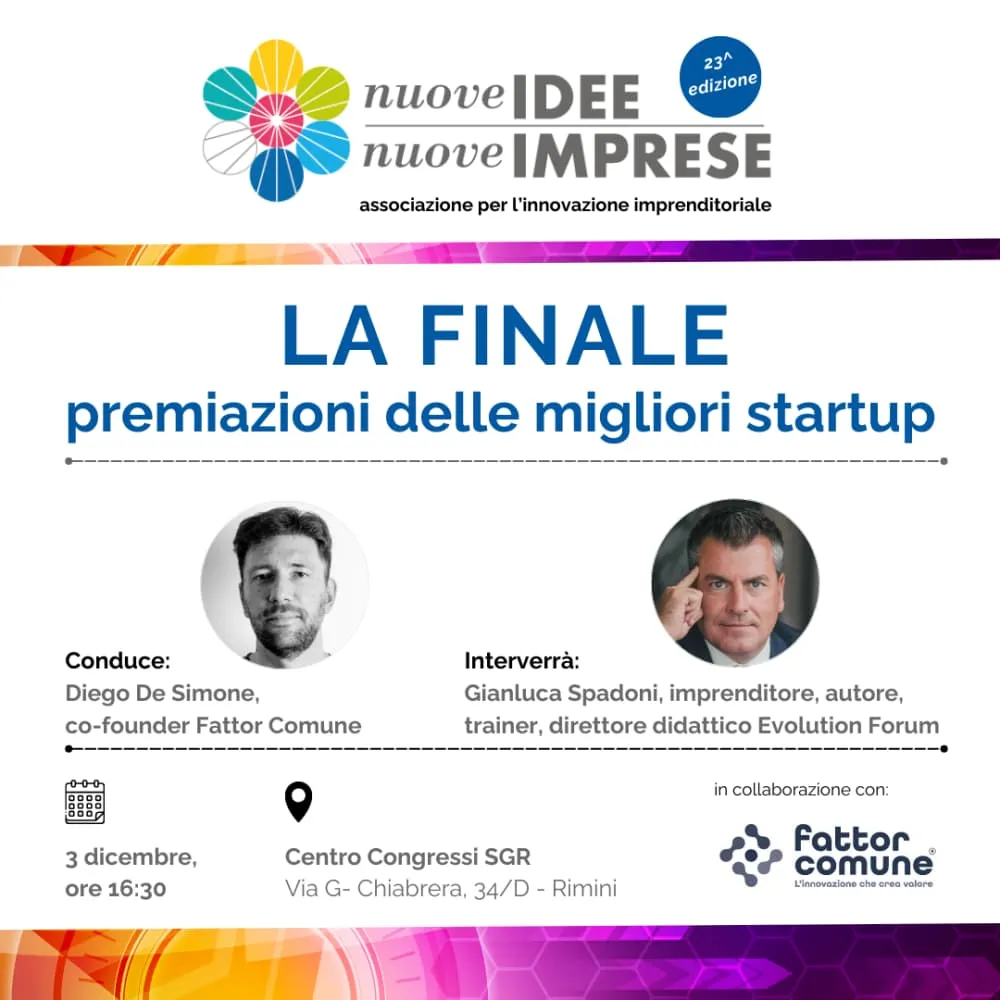 nuove IDEE
nuove IMPRESE
23^
edizione
associazione per l'innovazione imprenditoriale
LA FINALE
premiazioni delle migliori startup
Conduce:
Diego De Simone,
co-founder Fattor Comune
Interverrà:
Gianluca Spadoni, imprenditore, autore,
trainer, direttore didattico Evolution Forum
3 dicembre,
ore 16:30
Centro Congressi SGR
Via G- Chiabrera, 34/D - Rimini
in collaborazione con:
fattor
comune®
L'innovazione che crea valore